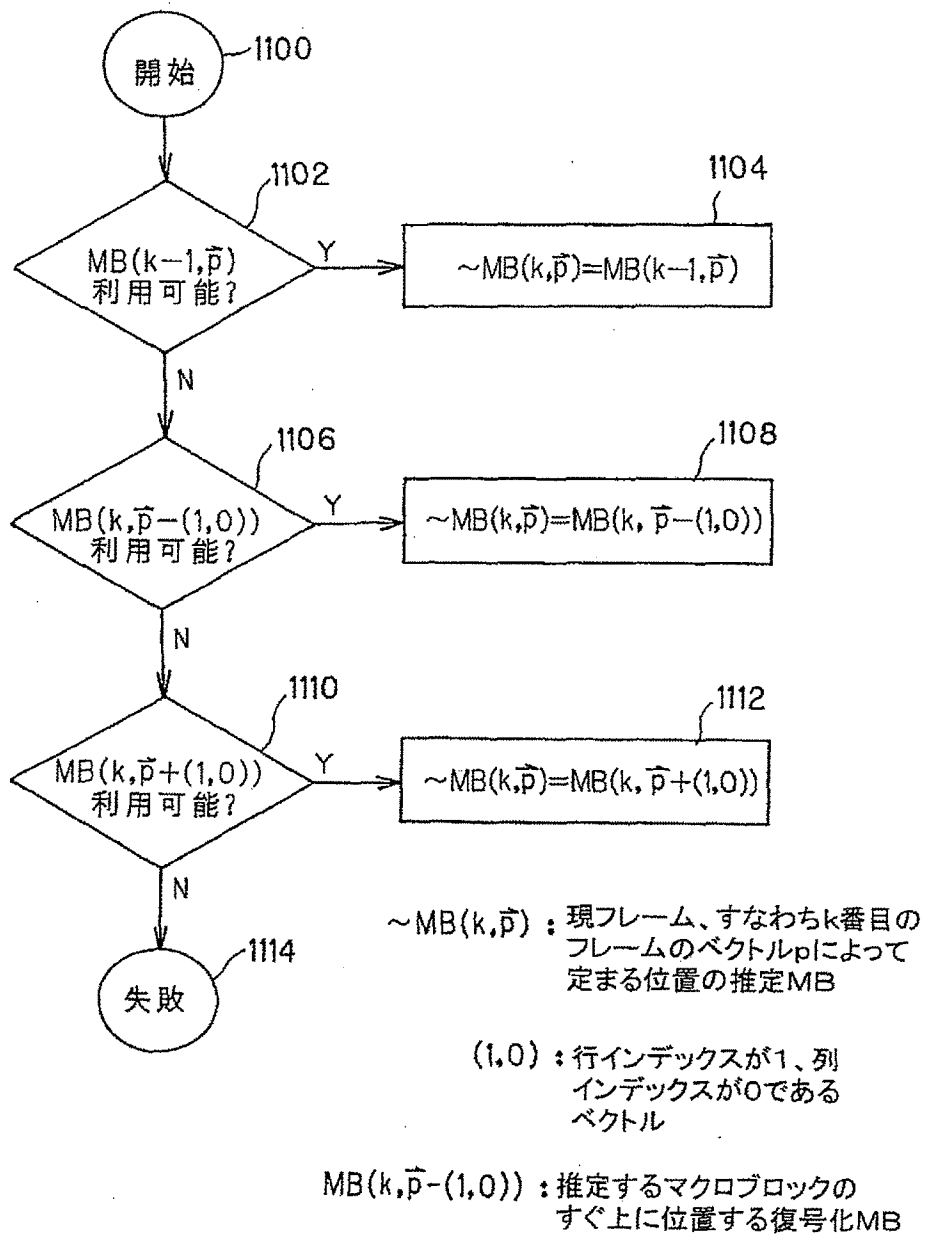 1100
開始
1102
1104
MB(k−1,p⃗)
利用可能?
Y
~MB(k,p⃗)=MB(k−1,p⃗)
N
1106
1108
MB(k,p⃗−(1,0))
利用可能?
Y
~MB(k,p⃗)=MB(k, p⃗−(1,0))
N
1110
1112
MB(k,p⃗+(1,0))
利用可能?
Y
~MB(k,p⃗)=MB(k, p⃗+(1,0))
N
1114
失敗
~MB(k,p⃗) : 現フレーム、すなわちk番目の
フレームのベクトルpによって
定まる位置の推定MB
(1,0) : 行インデックスが1、列
インデックスが0である
ベクトル
MB(k,p⃗−(1,0)) : 推定するマクロブロックの
すぐ上に位置する復号化MB